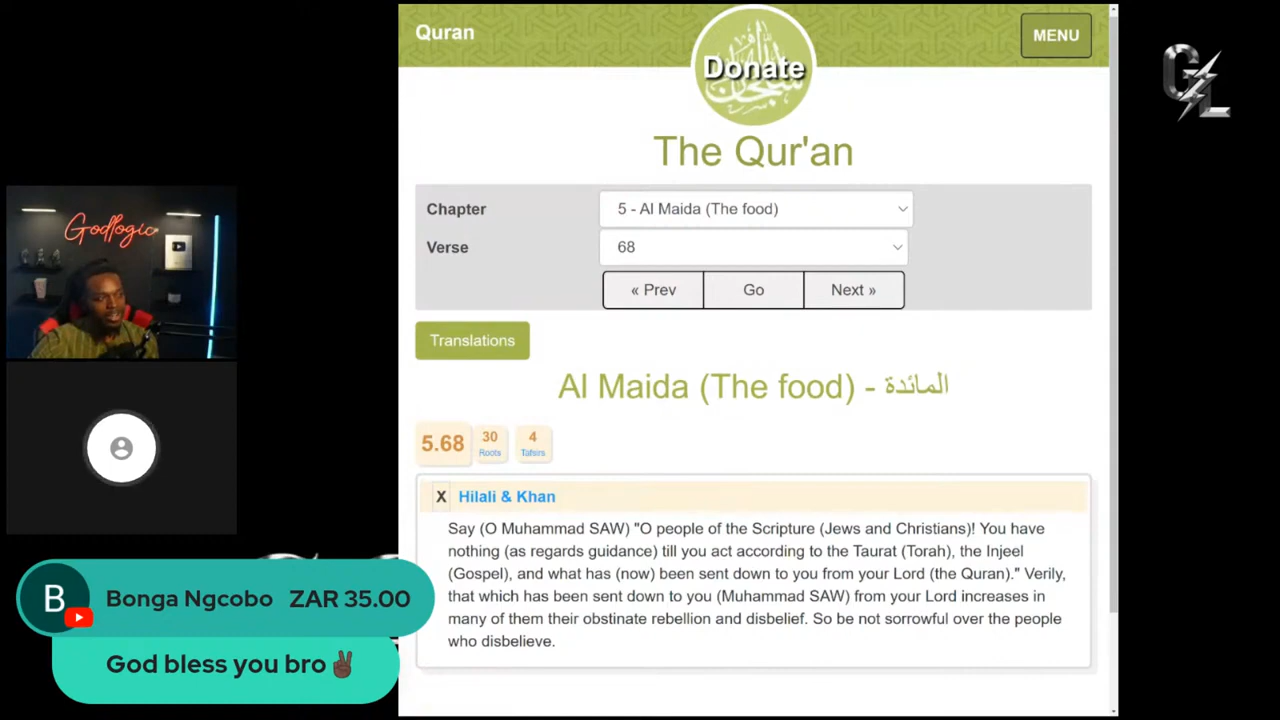 Quran
Donate
MENU
The Qur'an
Chapter
5 - Al Maida (The food)
Verse
68
« Prev
Go
Next »
Translations
Al Maida (The food) - المائدة
5.68
30
Roots
4
Tafsirs
X Hilali & Khan
Say (O Muhammad SAW) "O people of the Scripture (Jews and Christians)! You have
nothing (as regards guidance) till you act according to the Taurat (Torah), the Injeel
(Gospel), and what has (now) been sent down to you from your Lord (the Quran)." Verily,
that which has been sent down to you (Muhammad SAW) from your Lord increases in
many of them their obstinate rebellion and disbelief. So be not sorrowful over the people
who disbelieve.
Godlogic
GL
B
Bonga Ngcobo ZAR 35.00
God bless you bro✌🏿